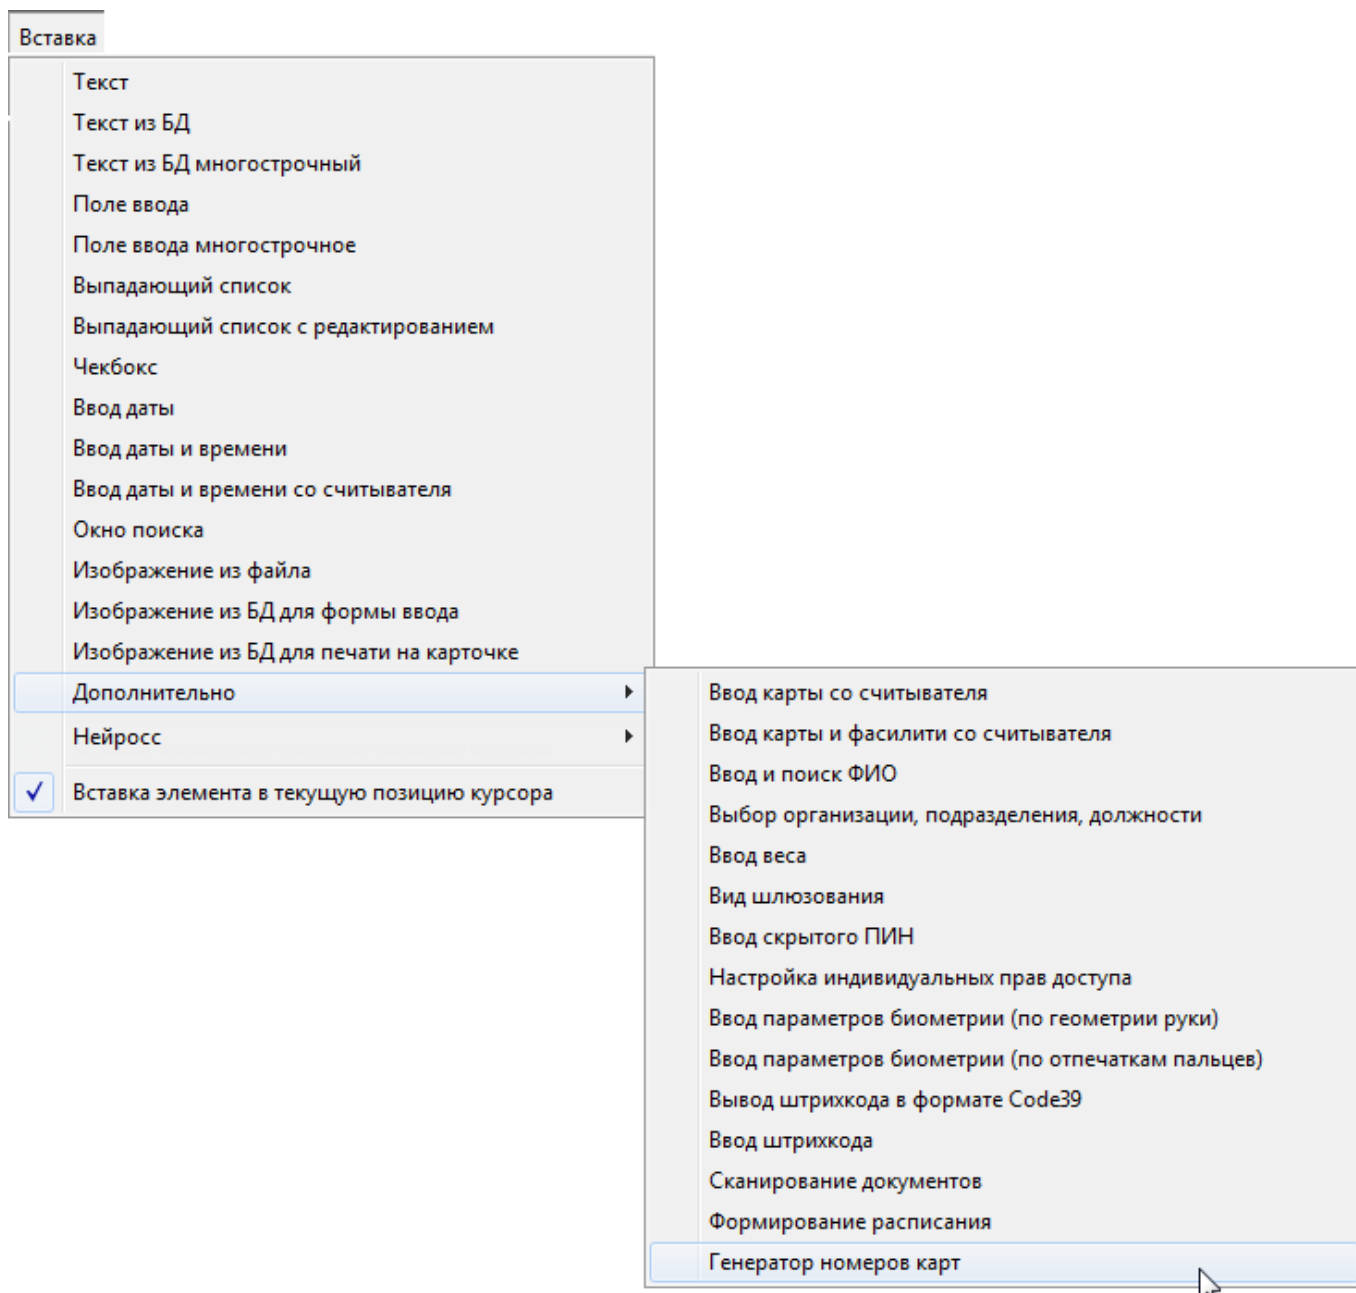 Вставка
Текст
Текст из БД
Текст из БД многострочный
Поле ввода
Поле ввода многострочное
Выпадающий список
Выпадающий список с редактированием
Чекбокс
Ввод даты
Ввод даты и времени
Ввод даты и времени со считывателя
Окно поиска
Изображение из файла
Изображение из БД для формы ввода
Изображение из БД для печати на карточке
Дополнительно
Нейросс
Вставка элемента в текущую позицию курсора
Ввод карты со считывателя
Ввод карты и фасилити со считывателя
Ввод и поиск ФИО
Выбор организации, подразделения, должности
Ввод веса
Вид шлюзования
Ввод скрытого ПИН
Настройка индивидуальных прав доступа
Ввод параметров биометрии (по геометрии руки)
Ввод параметров биометрии (по отпечаткам пальцев)
Вывод штрихкода в формате Code39
Ввод штрихкода
Сканирование документов
Формирование расписания
Генератор номеров карт